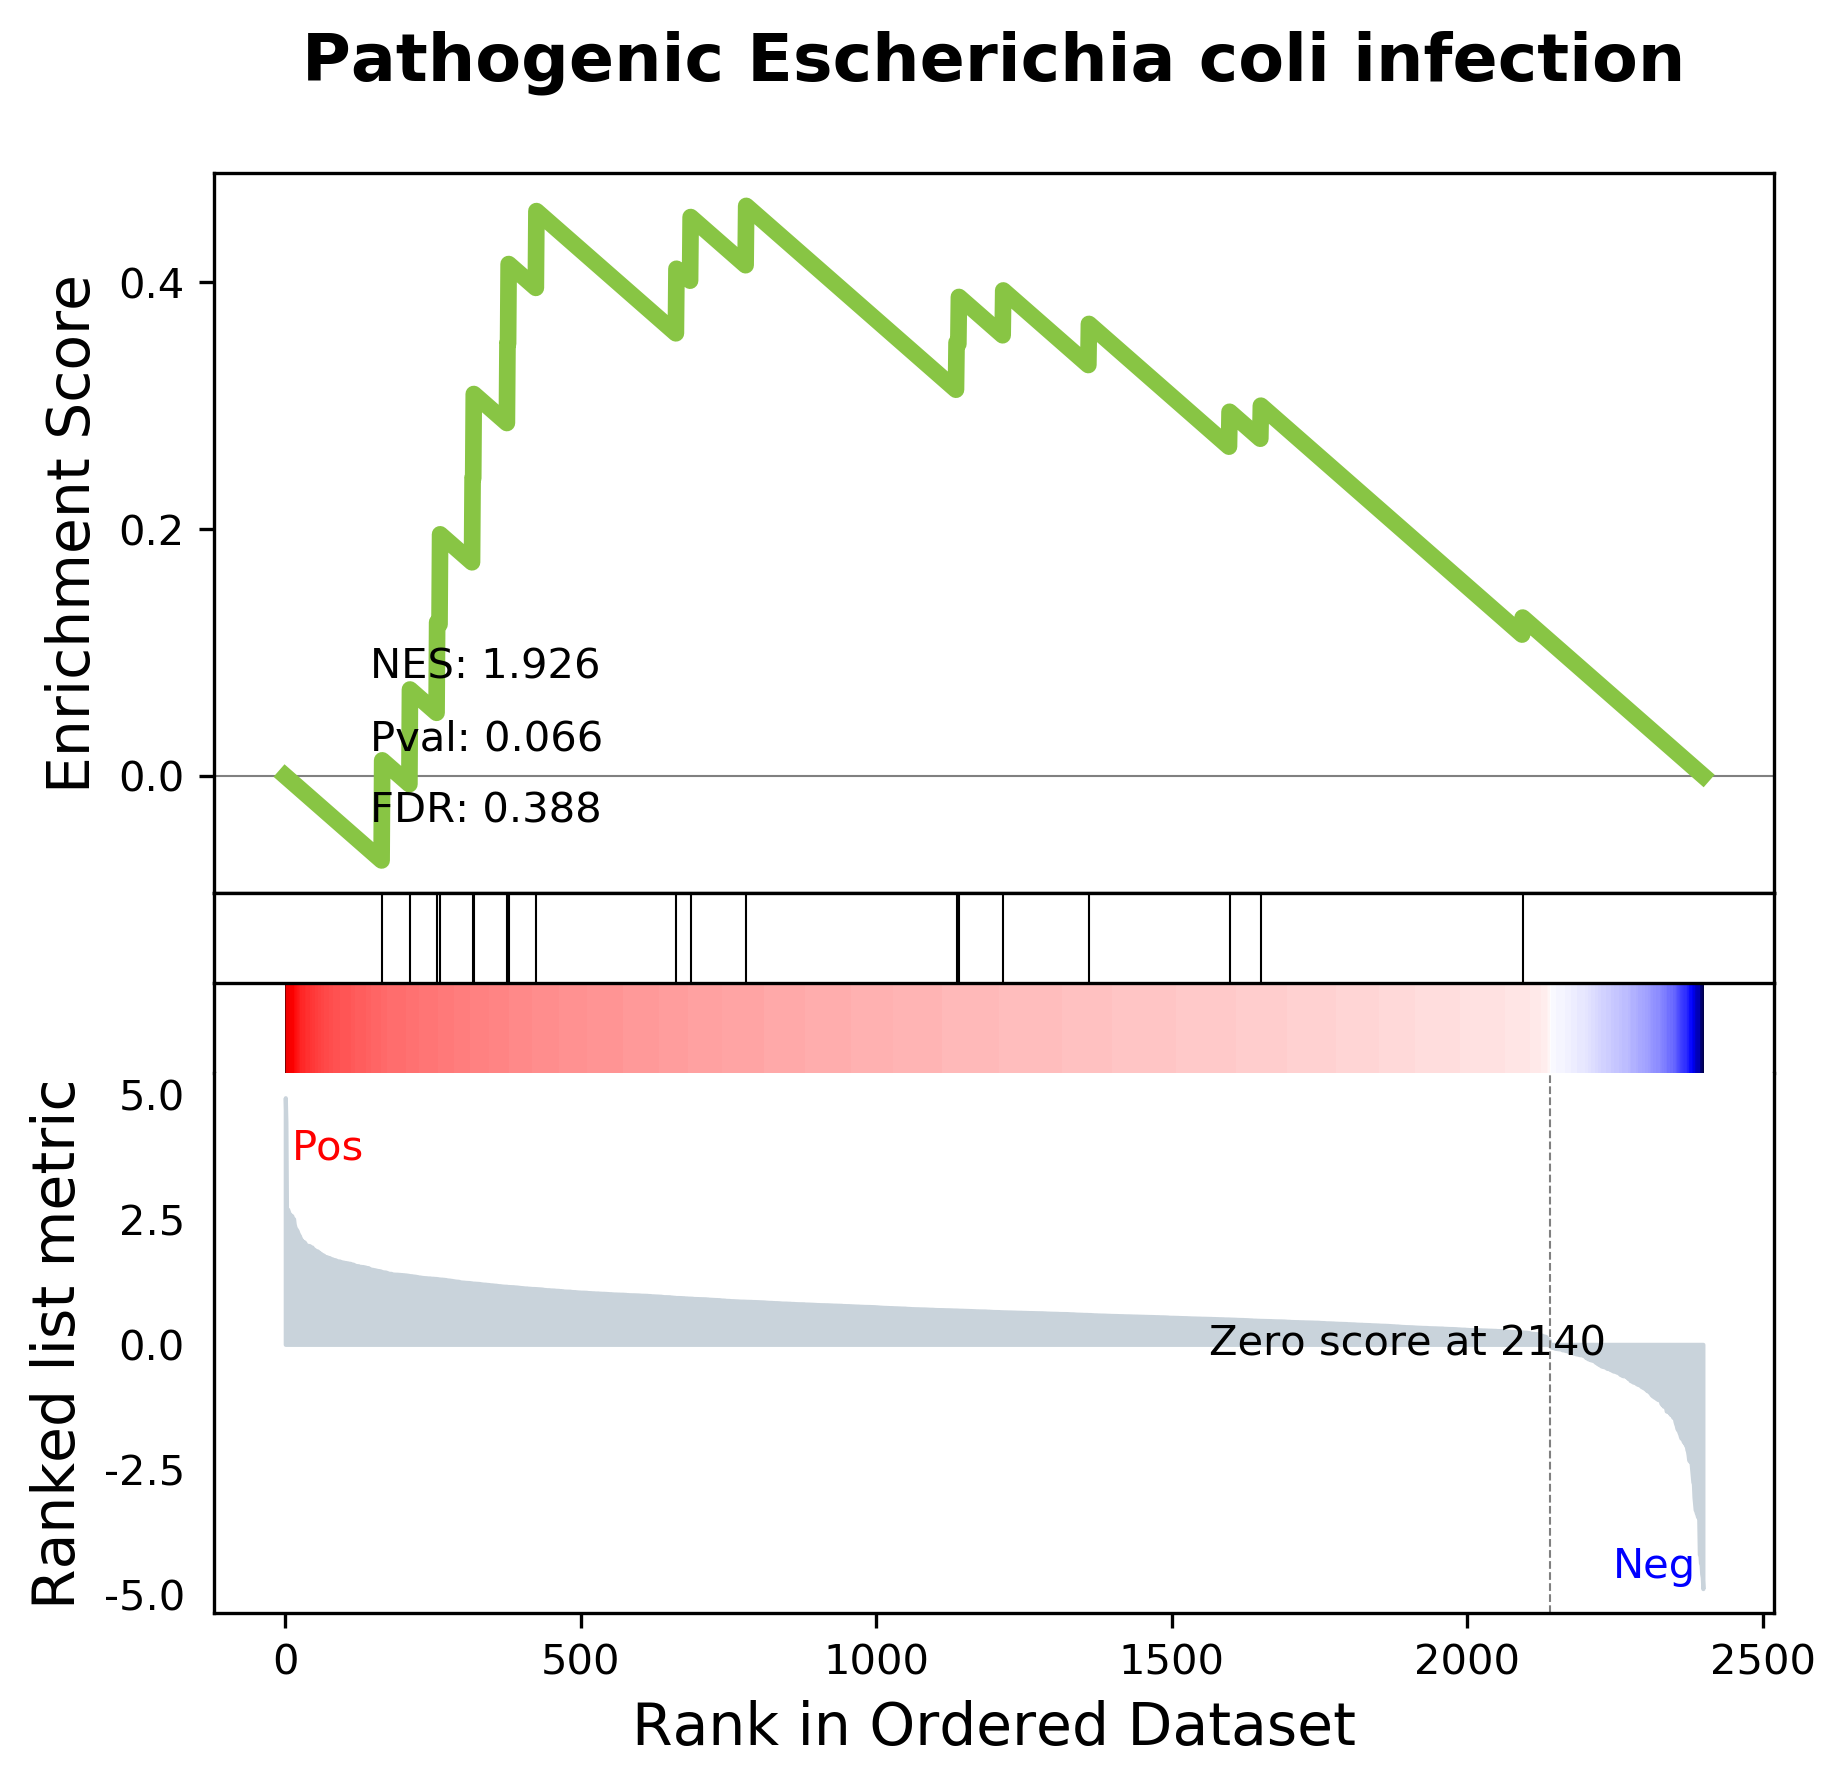 Pathogenic Escherichia coli infection
Enrichment Score
0.4
0.2
0.0
NES: 1.926
Pval: 0.066
FDR: 0.388
Ranked list metric
5.0
2.5
0.0
-2.5
-5.0
Pos
Zero score at 2140
Neg
0 500 1000 1500 2000 2500
Rank in Ordered Dataset